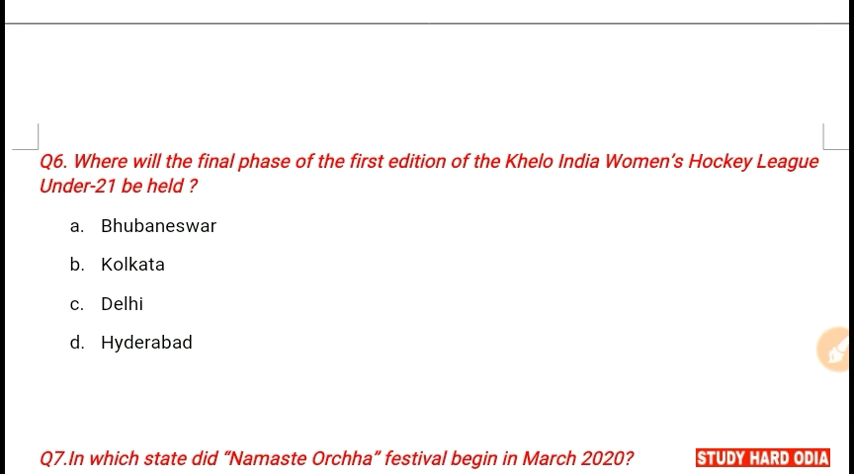 Q6. Where will the final phase of the first edition of the Khelo India Women's Hockey League
Under-21 be held ?
a. Bhubaneswar
b. Kolkata
c. Delhi
d. Hyderabad
Q7.In which state did “Namaste Orchha” festival begin in March 2020?
STUDY HARD ODIA